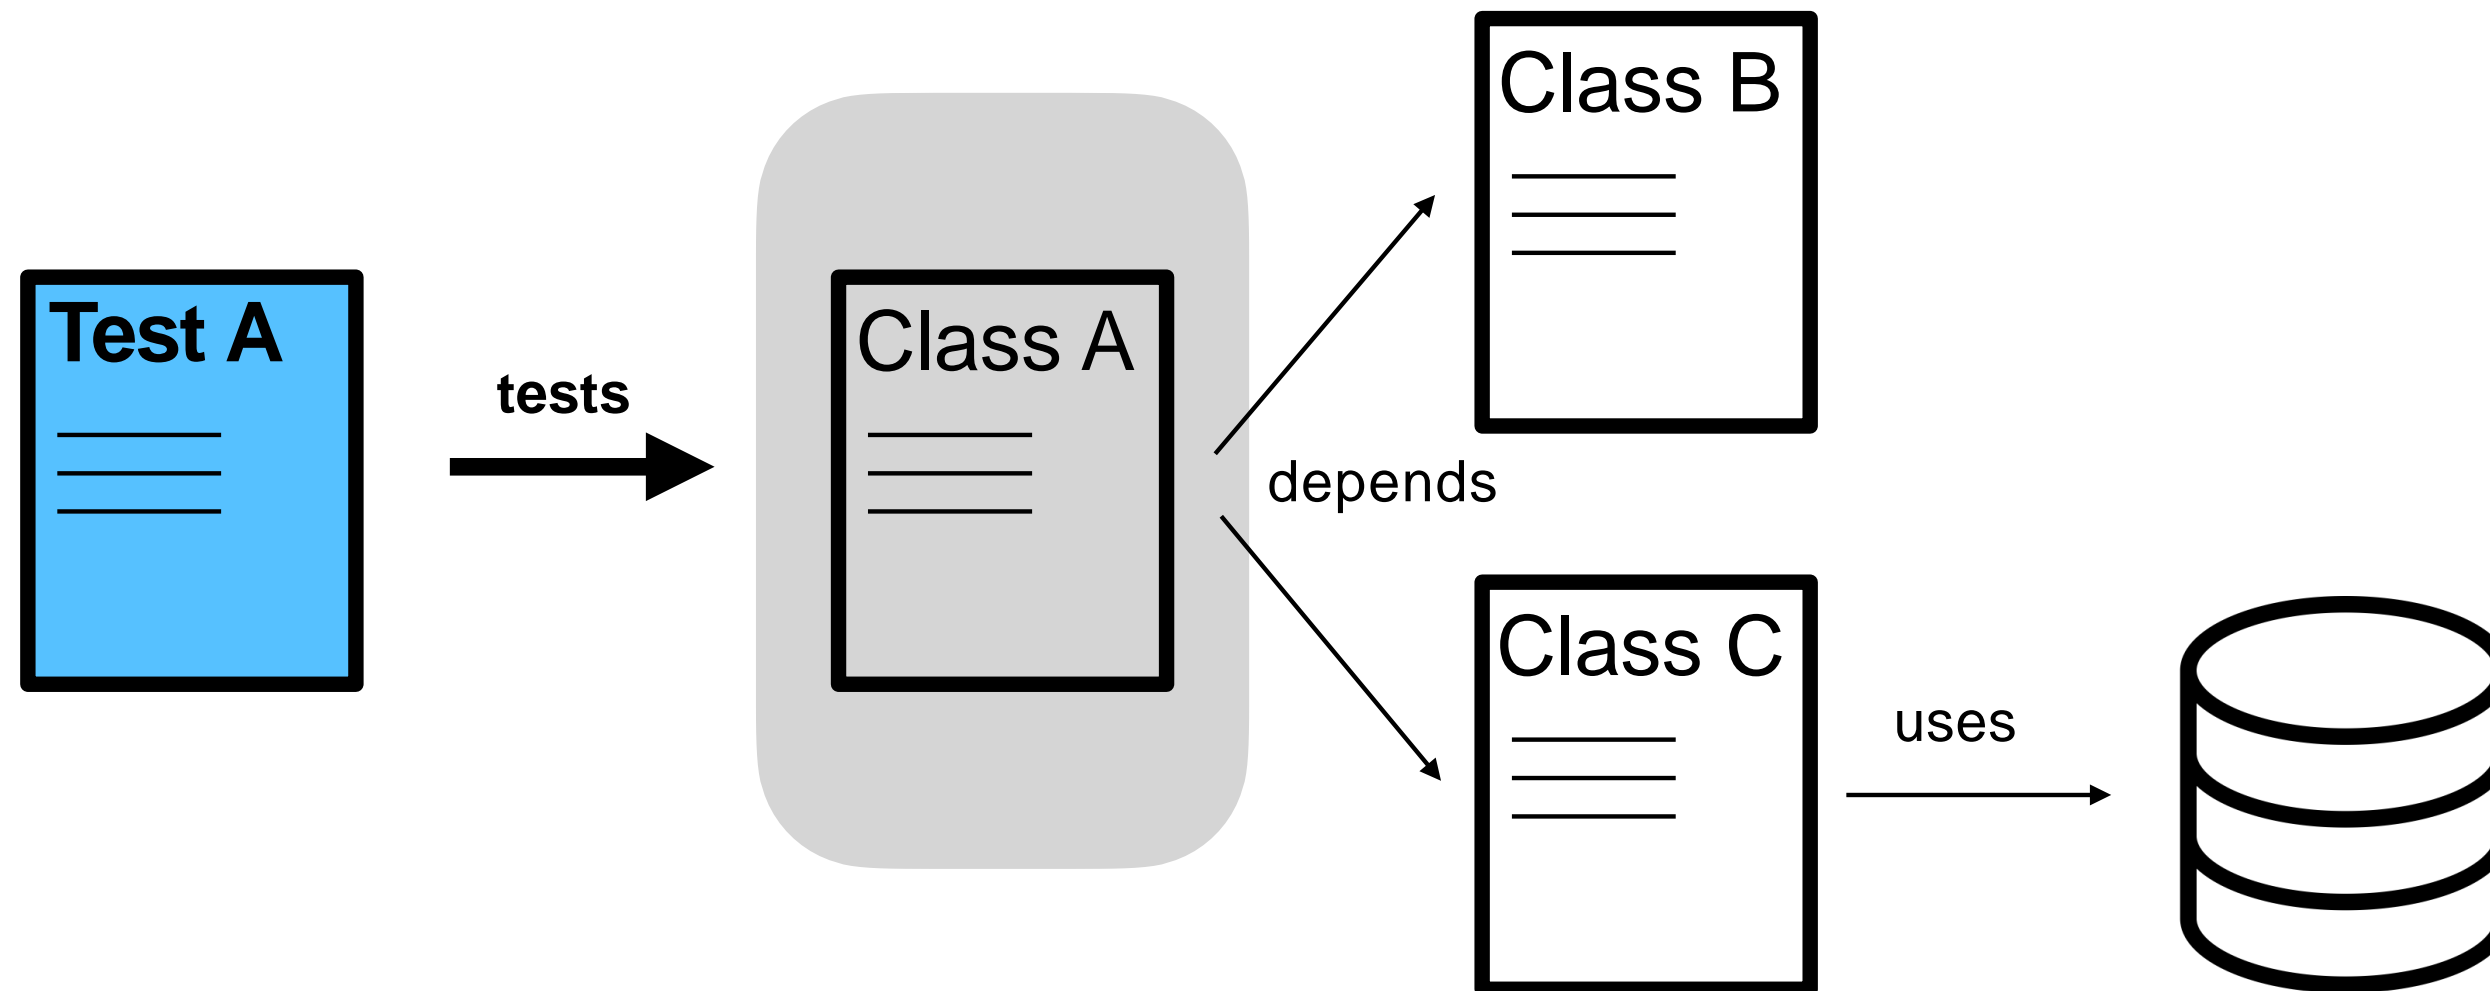 Test A
tests
Class A
depends
Class B
Class C
uses